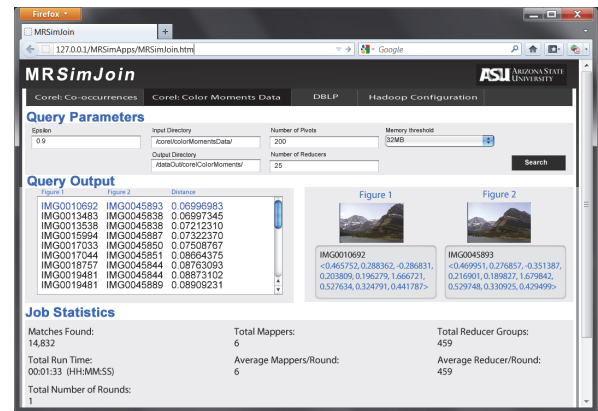 Firefox
MRSimJoin
127.0.0.1/MRSimApps/MRSimJoin.htm
Google
MRSimJoin
ASU ARIZONA STATE
UNIVERSITY
Corel: Co-occurrences Corel: Color Moments Data DBLP Hadoop Configuration
Query Parameters
Epsilon Input Directory Number of Pivots Memory threshold
0.9 /corel/colorMomentsData/ 200 32MB
Output Directory Number of Reducers
/dataOut/corelColorMoments/ 25 Search
Query Output
Figure 1 Figure 2 Distance
IMG0010692 IMG0045893 0.06996983
IMG0013483 IMG0045838 0.06997345
IMG0013538 IMG0045838 0.07212310
IMG0015994 IMG0045887 0.07322370
IMG0017033 IMG0045850 0.07508767
IMG0017044 IMG0045851 0.08664375
IMG0018757 IMG0045844 0.08763093
IMG0019481 IMG0045844 0.08873102
IMG0019481 IMG0045889 0.08909231
Figure 1
IMG0010692
<0.465752, 0.288362, -0.286831,
0.203809, 0.196279, 1.666721,
0.527634, 0.324791, 0.441787>
Figure 2
IMG0045893
<0.469951, 0.276857, -0.351387,
0.216901, 0.189827, 1.679842,
0.529748, 0.330925, 0.429499>
Job Statistics
Matches Found: Total Mappers: Total Reducer Groups:
14,832 6 459
Total Run Time: Average Mappers/Round: Average Reducer/Round:
00:01:33 (HH:MM:SS) 6 459
Total Number of Rounds:
1